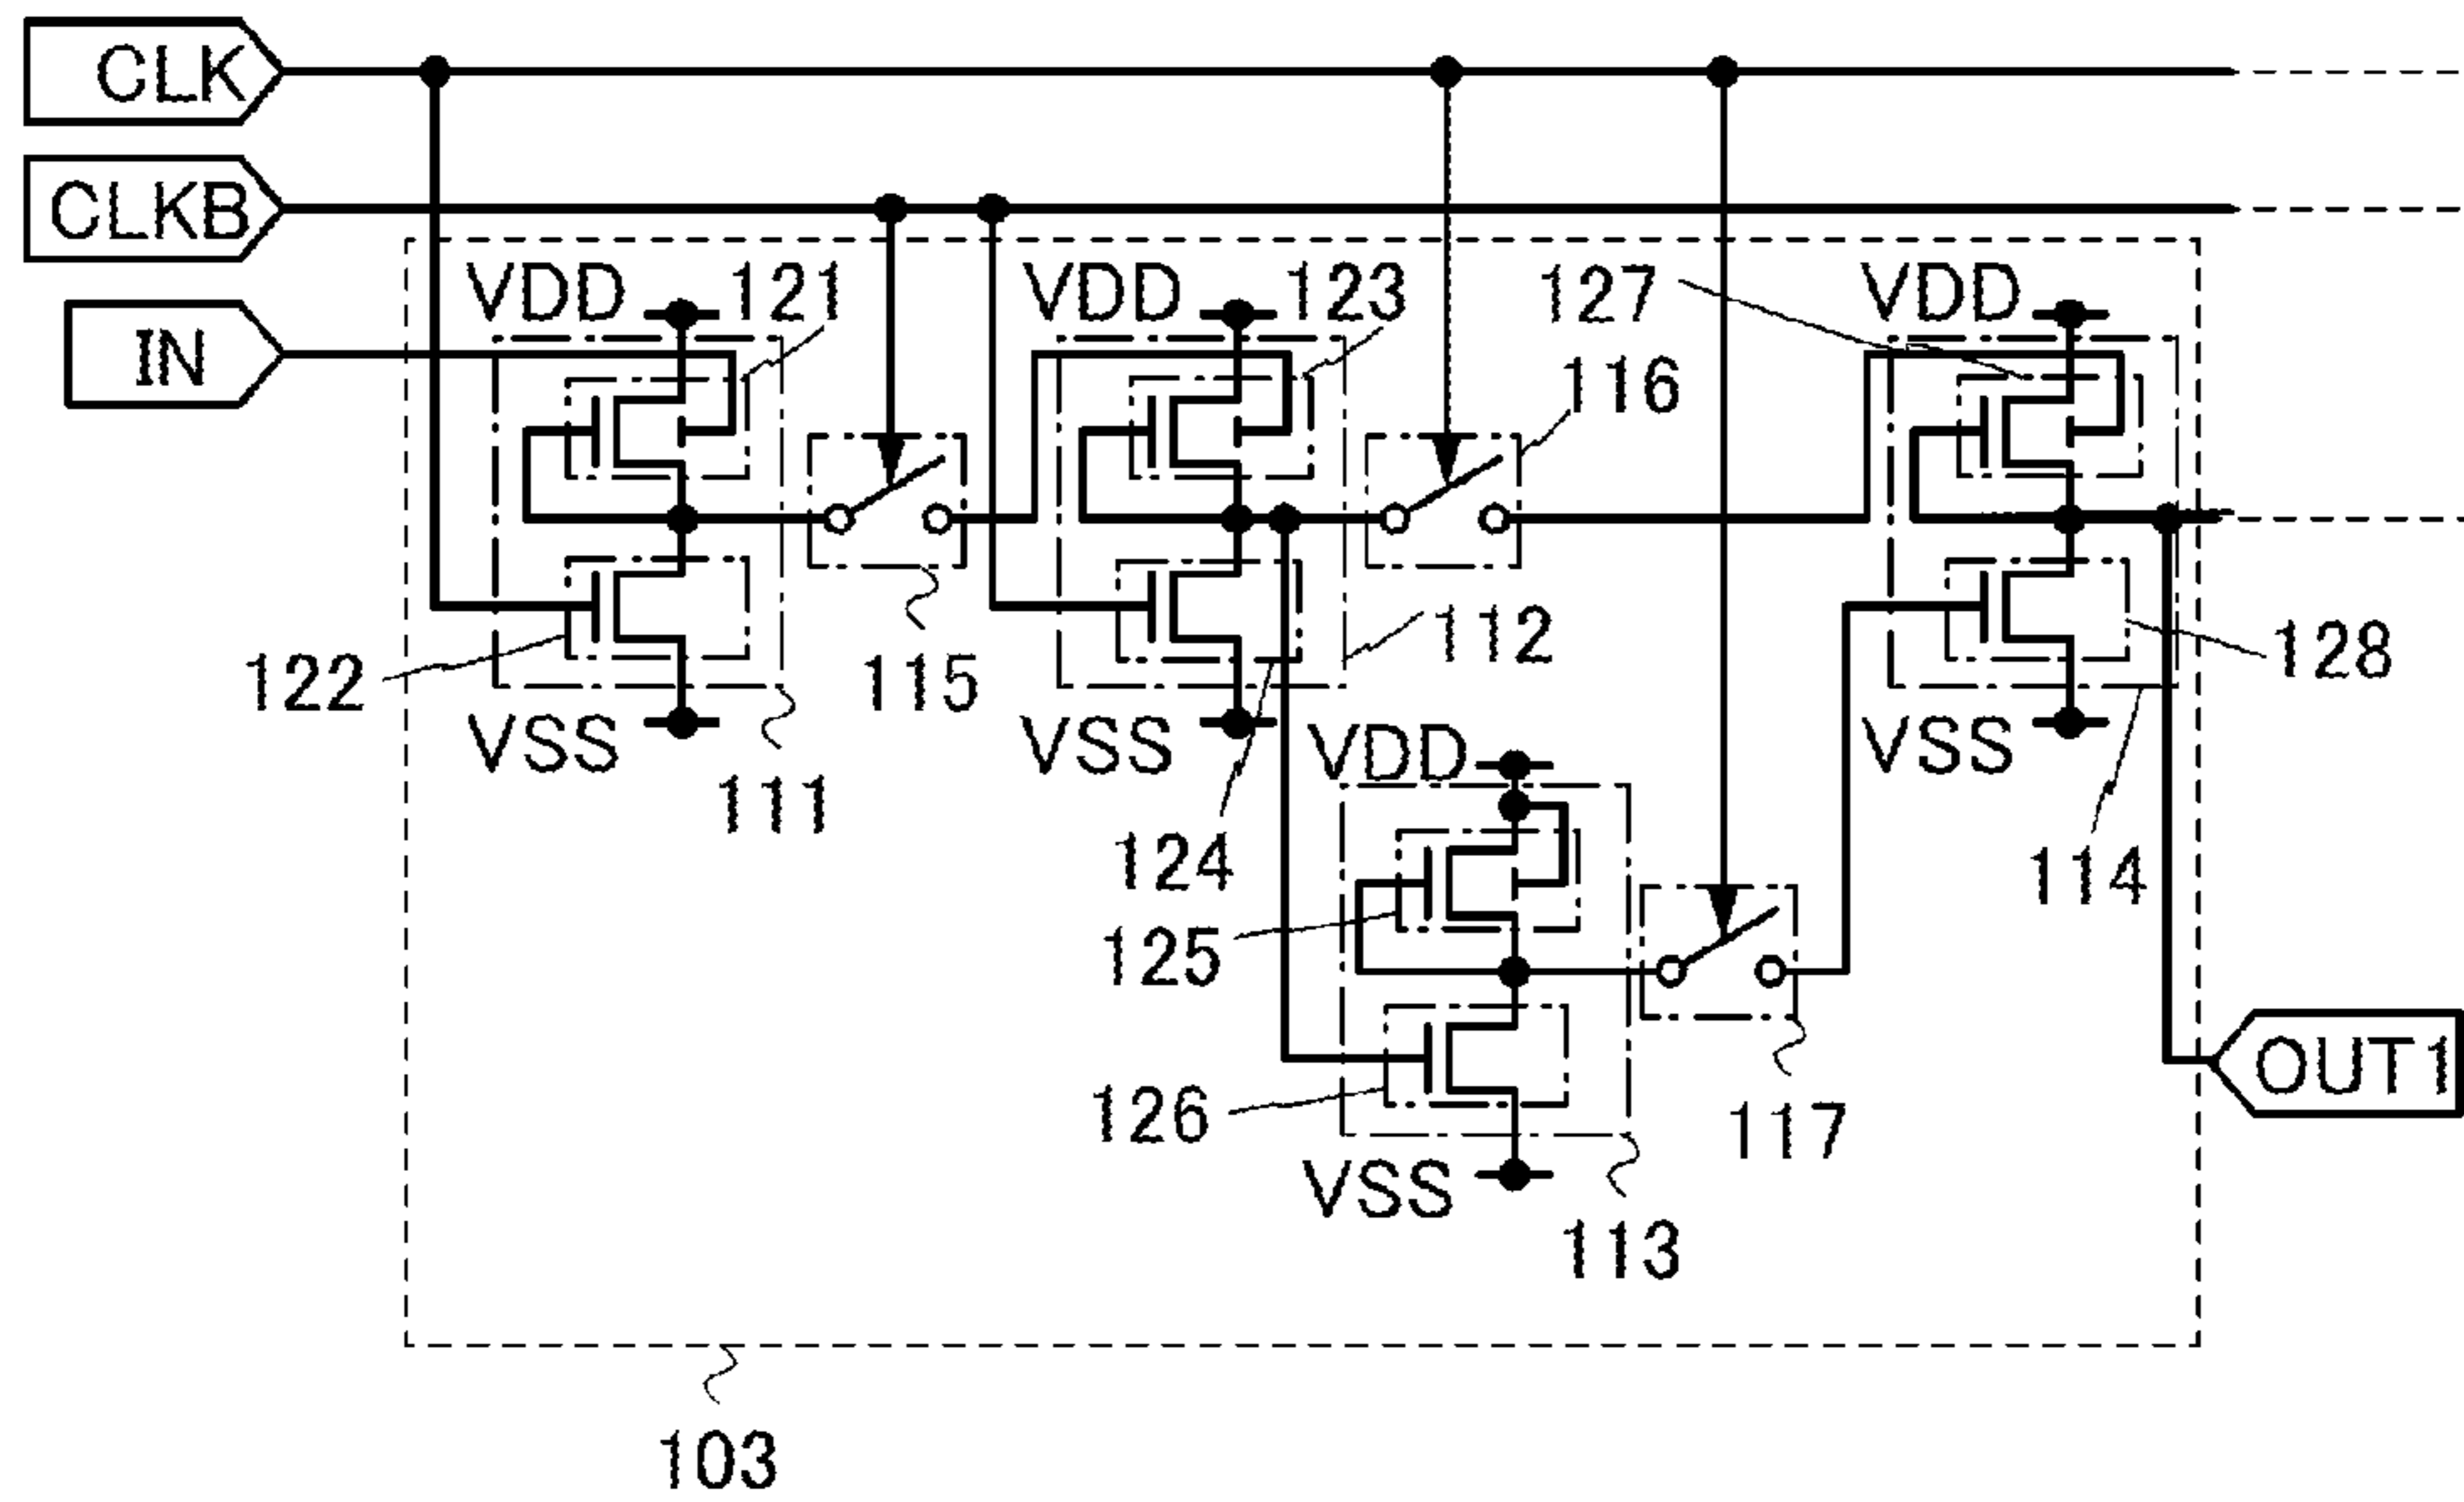 CLK
CLKB
IN
VDD 121 VDD 123 127 VDD
116
122 115 112 128
VSS VSS VDD VSS
111
124 114
125
OUT1
126 117
VSS
113
103